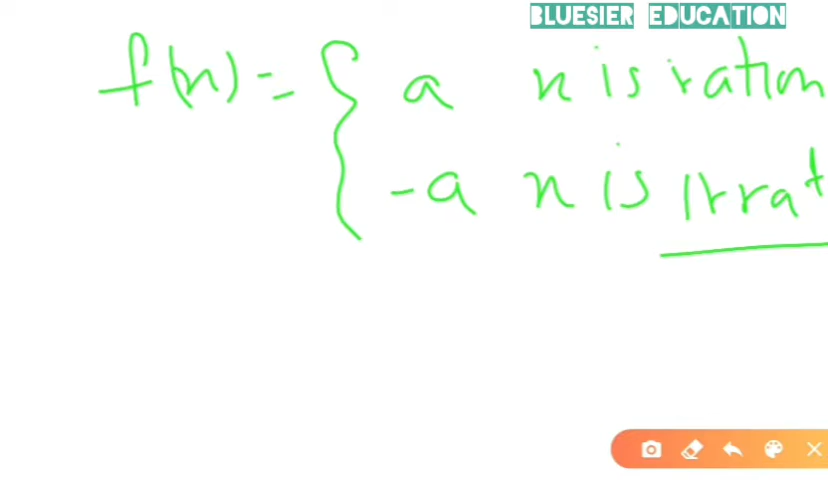 BLUESIER EDUCATION
f(x) = { a x is ration
-a x is irrat